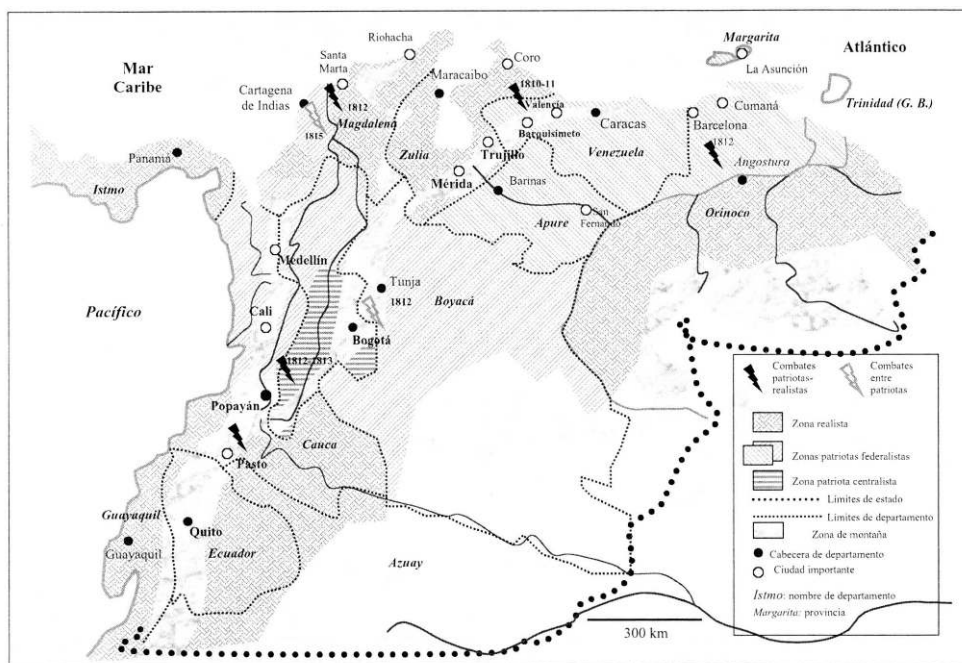 Riohacha
Margarita
Atlántico
Mar
Caribe
Santa
Marta
Coro
La Asunción
Cartagena
de Indias
1812
Maracaibo
1810-11
Valencia
Cumaná
Trinidad (G. B.)
1815
Magdalena
Barquisimeto
Caracas
Barcelona
1812
Panamá
Zulia
Trujillo
Venezuela
Angostura
Istmo
Mérida
Barinas
Orinoco
Apure
San
Fernando
Medellín
Tunja
1812
Boyacá
Pacífico
Cali
Bogotá
1812-1813
Popayán
Cauca
Pasto
Guayaquil
Quito
Guayaquil
Ecuador
Azuay
300 km
Combates
patriotas-
realistas
Combates
entre
patriotas
Zona realista
Zonas patriotas federalistas
Zona patriota centralista
Limites de estado
Limites de departamento
Zona de montaña
Cabecera de departamento
Ciudad importante
Istmo: nombre de departamento
Margarita: provincia